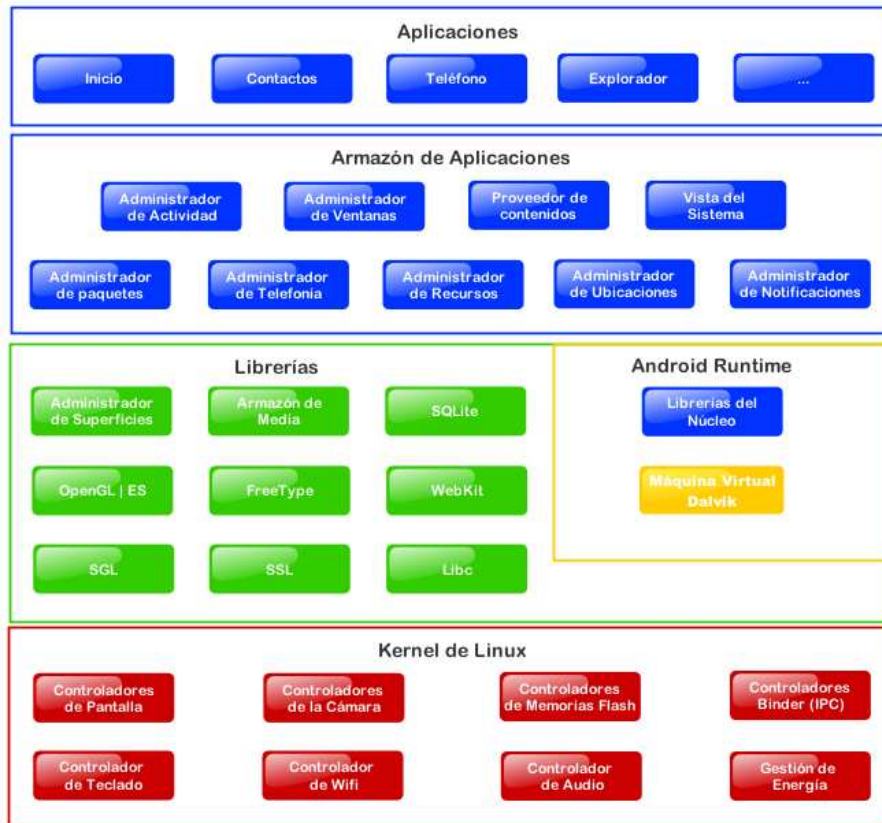 Aplicaciones
Inicio
Contactos
Teléfono
Explorador
...
Armazón de Aplicaciones
Administrador
de Actividad
Administrador
de Ventanas
Proveedor de
contenidos
Vista del
Sistema
Administrador
de paquetes
Administrador
de Telefonía
Administrador
de Recursos
Administrador
de Ubicaciones
Administrador
de Notificaciones
Librerías
Administrador
de Superficies
Armazón de
Media
SQLite
OpenGL | ES
FreeType
WebKit
SGL
SSL
Libc
Android Runtime
Librerias del
Núcleo
Máquina Virtual
Dalvik
Kernel de Linux
Controladores
de Pantalla
Controladores
de la Cámara
Controladores
de Memorias Flash
Controladores
Binder (IPC)
Controlador
de Teclado
Controlador
de Wifi
Controlador
de Audio
Gestión de
Energía